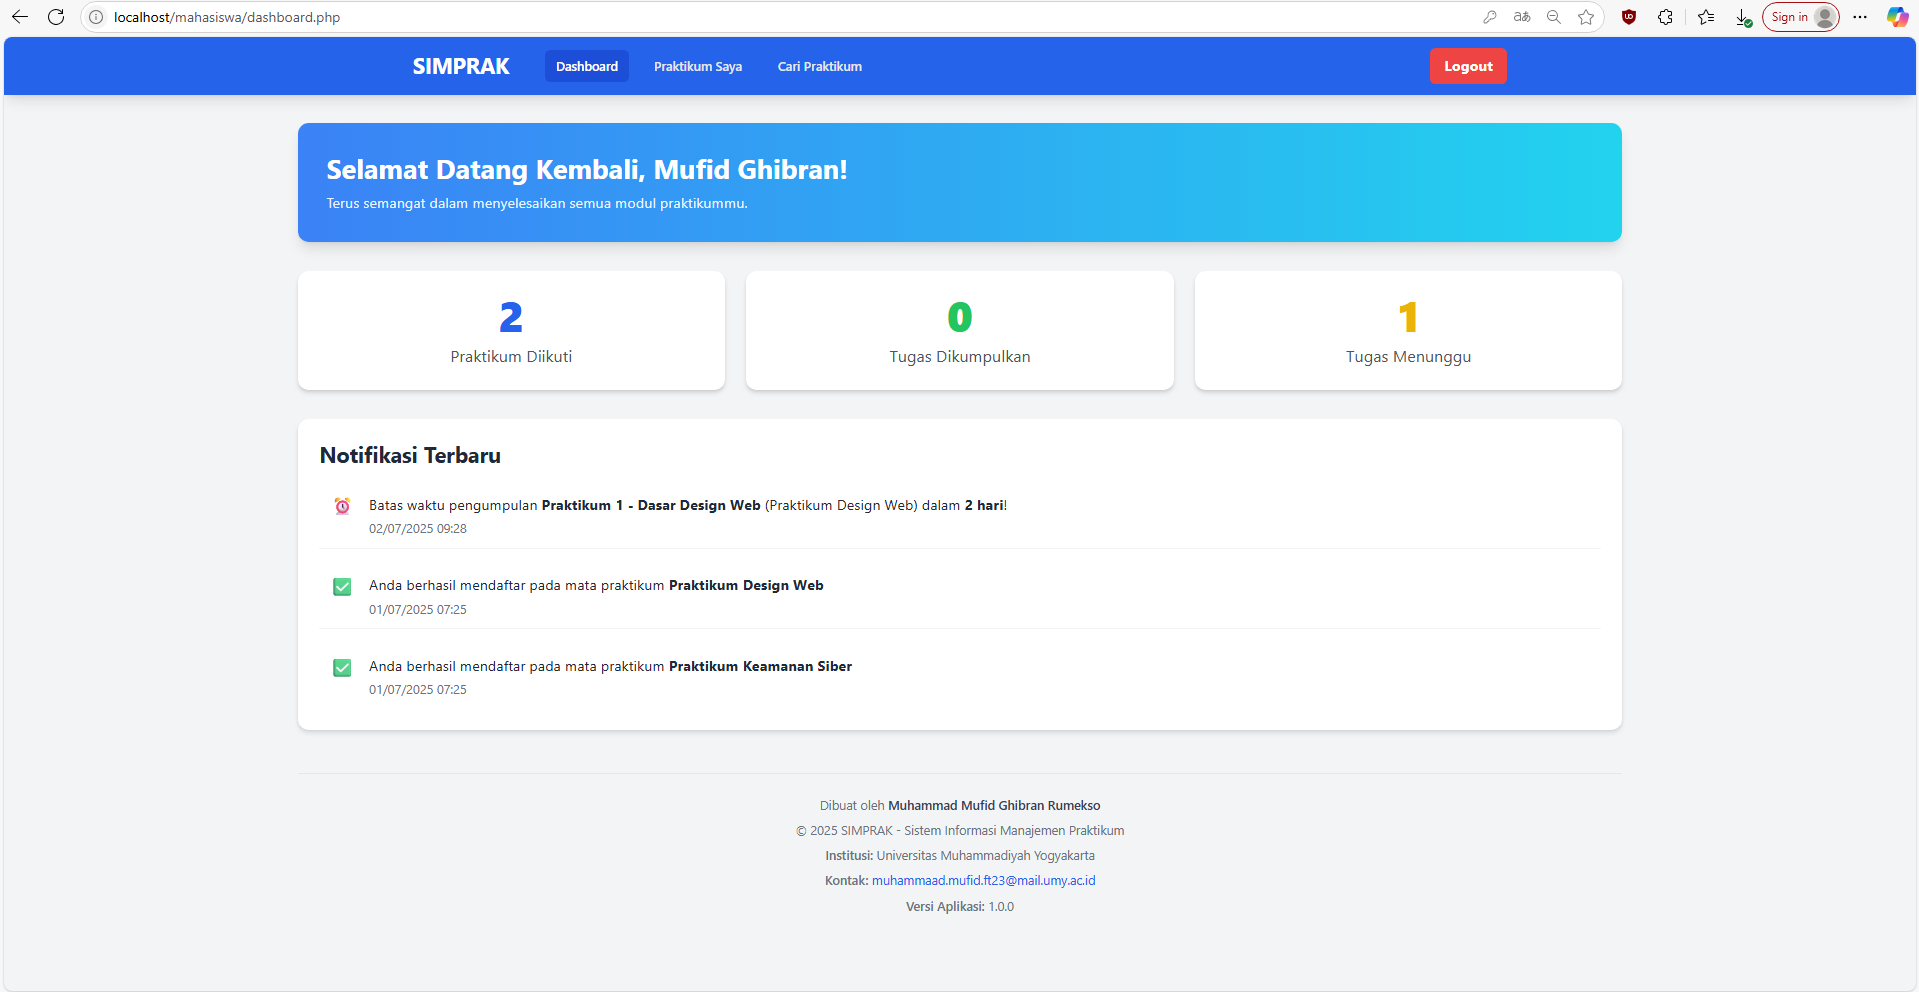 localhost/mahasiswa/dashboard.php
aあ
UD
Sign in
SIMPRAK
Dashboard
Praktikum Saya
Cari Praktikum
Logout
Selamat Datang Kembali, Mufid Ghibran!
Terus semangat dalam menyelesaikan semua modul praktikummu.
2
Praktikum Diikuti
0
Tugas Dikumpulkan
1
Tugas Menunggu
Notifikasi Terbaru
Batas waktu pengumpulan Praktikum 1 - Dasar Design Web (Praktikum Design Web) dalam 2 hari!
02/07/2025 09:28
Anda berhasil mendaftar pada mata praktikum Praktikum Design Web
01/07/2025 07:25
Anda berhasil mendaftar pada mata praktikum Praktikum Keamanan Siber
01/07/2025 07:25
Dibuat oleh Muhammad Mufid Ghibran Rumekso
© 2025 SIMPRAK - Sistem Informasi Manajemen Praktikum
Institusi: Universitas Muhammadiyah Yogyakarta
Kontak: muhammaad.mufid.ft23@mail.umy.ac.id
Versi Aplikasi: 1.0.0